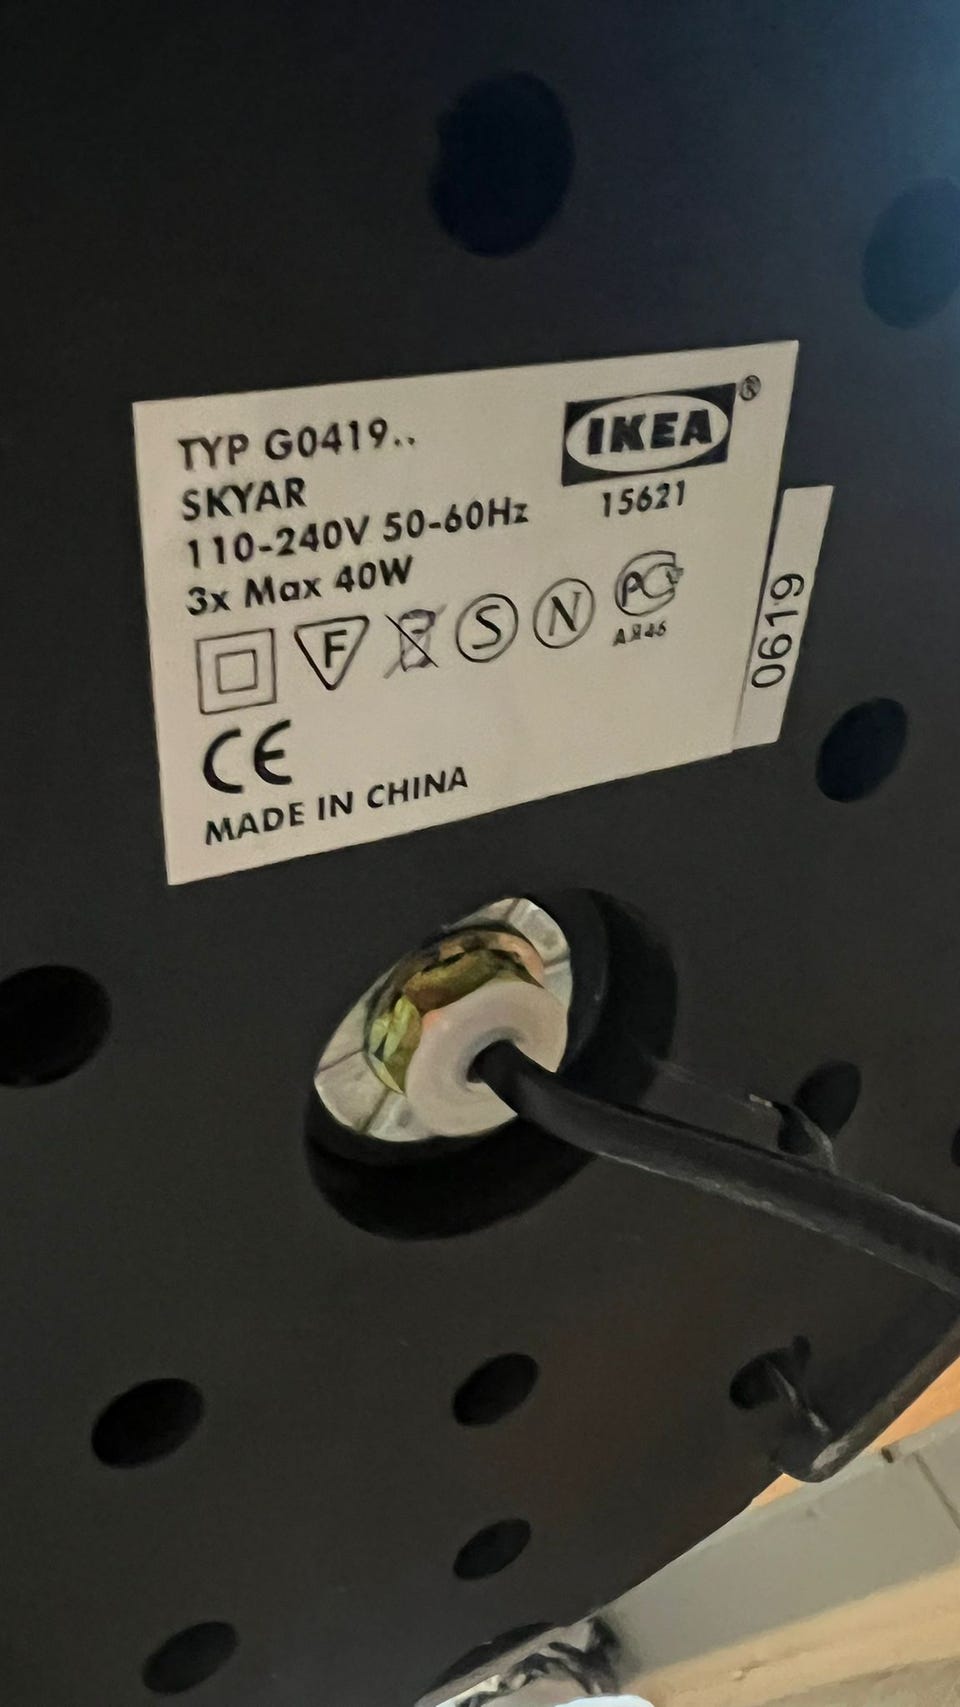 TYP G0419..
SKYAR
110-240V 50-60Hz
3x Max 40W
IKEA®
15621
F
S
N
CE
MADE IN CHINA
0619